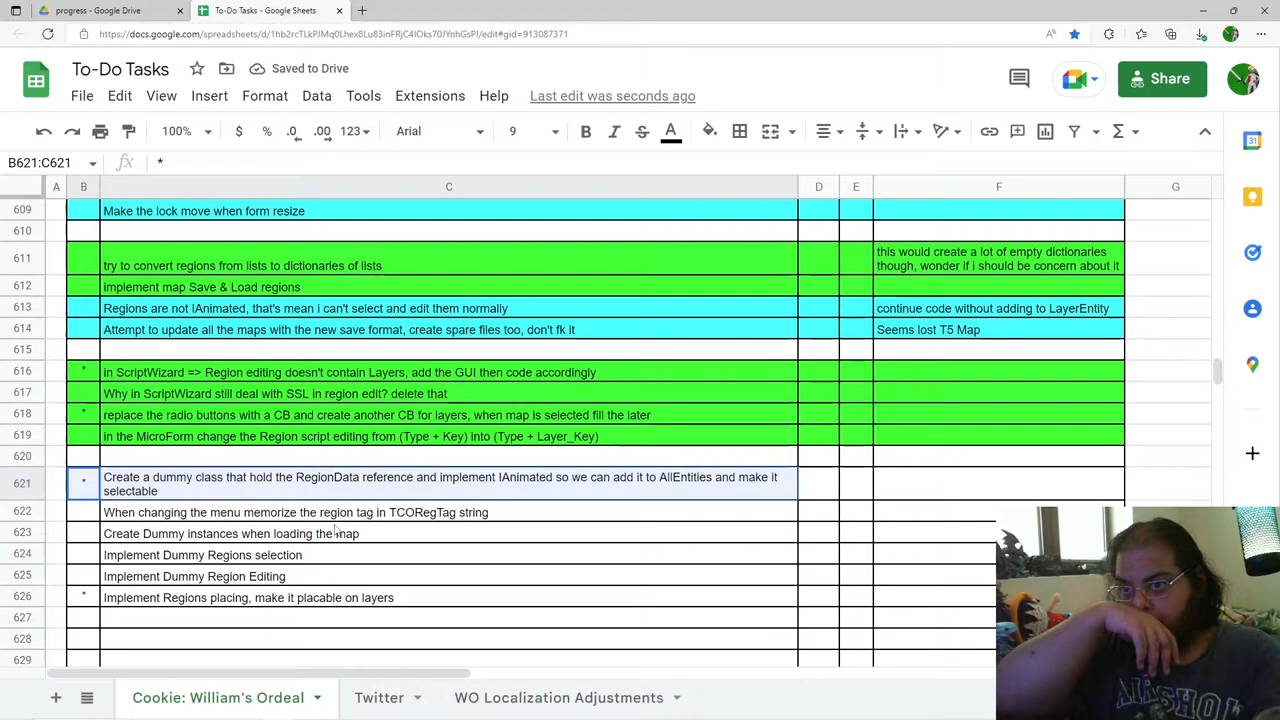 progress - Google Drive
To-Do Tasks - Google Sheets
https://docs.google.com/spreadsheets/d/1hb2rcTLkPJMq0Lhex8Lu83inFRjC4IOks70JYnhGsPI/edit#gid=913087371
To-Do Tasks
Saved to Drive
Share
File Edit View Insert Format Data Tools Extensions Help Last edit was seconds ago
100% $ % .0 .00 123 Arial 9 B I S A
B621:C621 fx *
A B C D E F G
609 Make the lock move when form resize
610
611 try to convert regions from lists to dictionaries of lists this would create a lot of empty dictionaries
though, wonder if i should be concern about it
612 implement map Save & Load regions
613 Regions are not IAnimated, that's mean i can't select and edit them normally continue code without adding to LayerEntity
614 Attempt to update all the maps with the new save format, create spare files too, don't fk it Seems lost T5 Map
615
616 * in ScriptWizard => Region editing doesn't contain Layers, add the GUI then code accordingly
617 Why in ScriptWizard still deal with SSL in region edit? delete that
618 * replace the radio buttons with a CB and create another CB for layers, when map is selected fill the later
619 in the MicroForm change the Region script editing from (Type + Key) into (Type + Layer_Key)
620
621 * Create a dummy class that hold the RegionData reference and implement IAnimated so we can add it to AllEntities and make it
selectable
622 When changing the menu memorize the region tag in TCORegTag string
623 Create Dummy instances when loading the map
624 Implement Dummy Regions selection
625 Implement Dummy Region Editing
626 * Implement Regions placing, make it placable on layers
627
628
629
Cookie: William's Ordeal Twitter WO Localization Adjustments